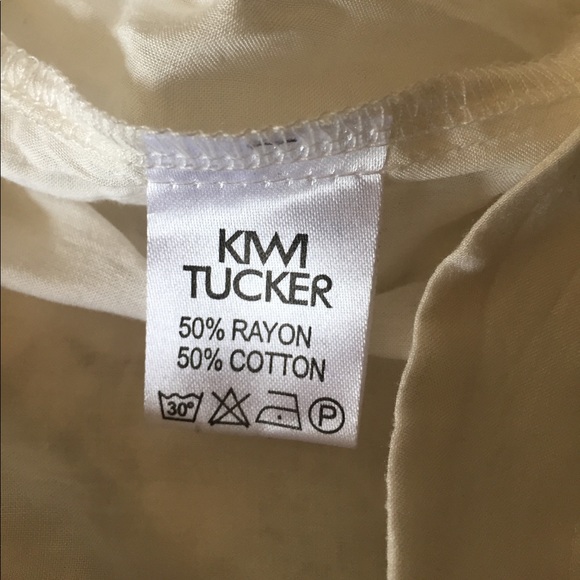 KIWI
TUCKER
50% RAYON
50% COTTON
30° P